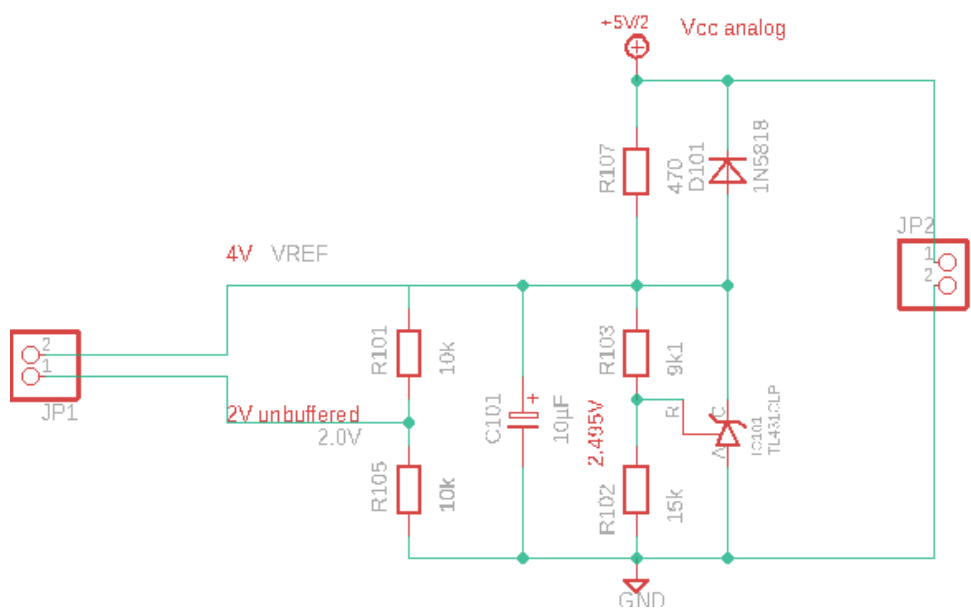 +5V/2
Vcc analog
R107
470
D101
1N5818
JP2
1
2
4V VREF
2
1
JP1
R101
10k
2V unbuffered
2.0V
R105
10k
C101
+
10µF
R103
9k1
2.495V
R102
15k
R
C
A
IC101
TL431CLP
GND